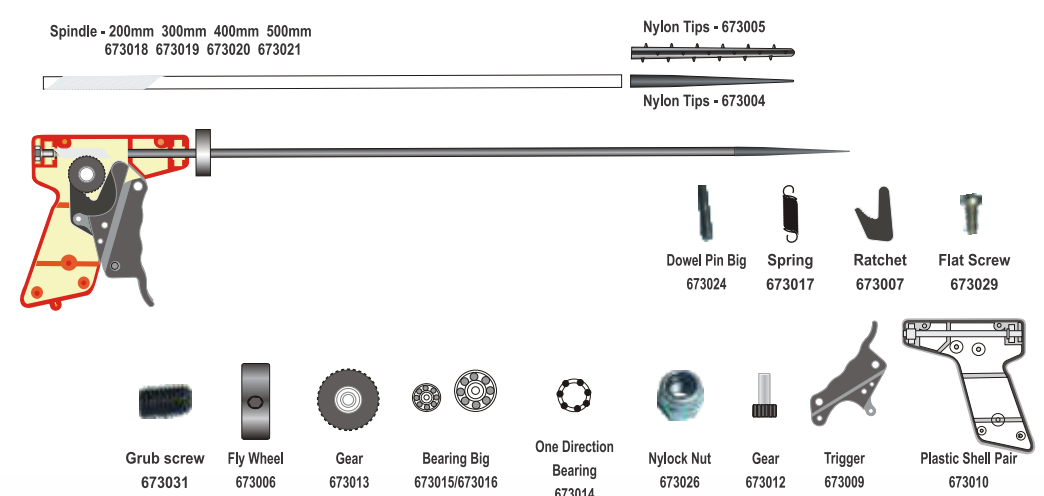 Spindle - 200mm 300mm 400mm 500mm
673018 673019 673020 673021
Nylon Tips - 673005
Nylon Tips - 673004
Dowel Pin Big
673024
Spring
673017
Ratchet
673007
Flat Screw
673029
Grub screw
673031
Fly Wheel
673006
Gear
673013
Bearing Big
673015/673016
One Direction
Bearing
673014
Nylock Nut
673026
Gear
673012
Trigger
673009
Plastic Shell Pair
673010